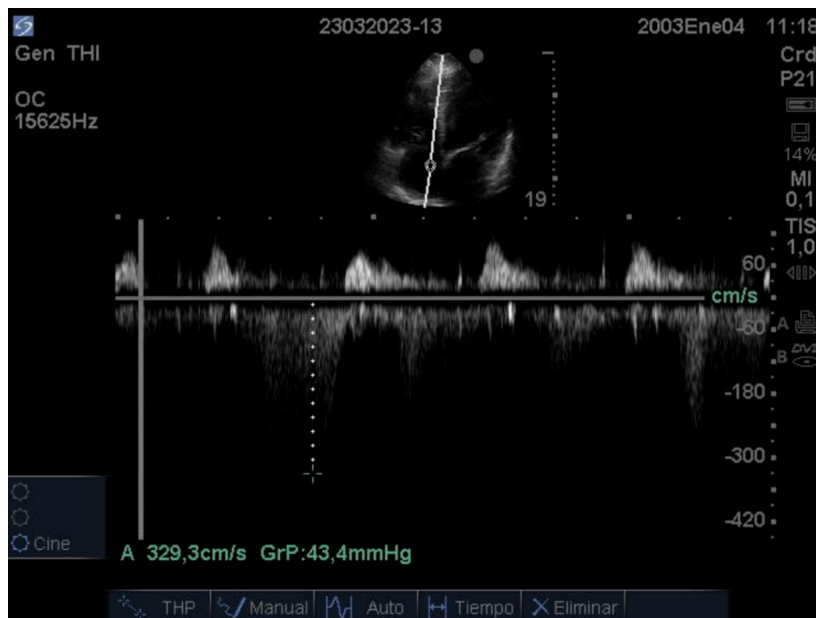 23032023-13 2003Ene04 11:18
Gen THI
Crd
P21
OC
15625Hz
14%
MI
0,1
19
TIS
1,0
60
cm/s
-60
A
B
-180
-300
-420
Cine
A 329,3cm/s GrP:43,4mmHg
THP Manual Auto Tiempo Eliminar